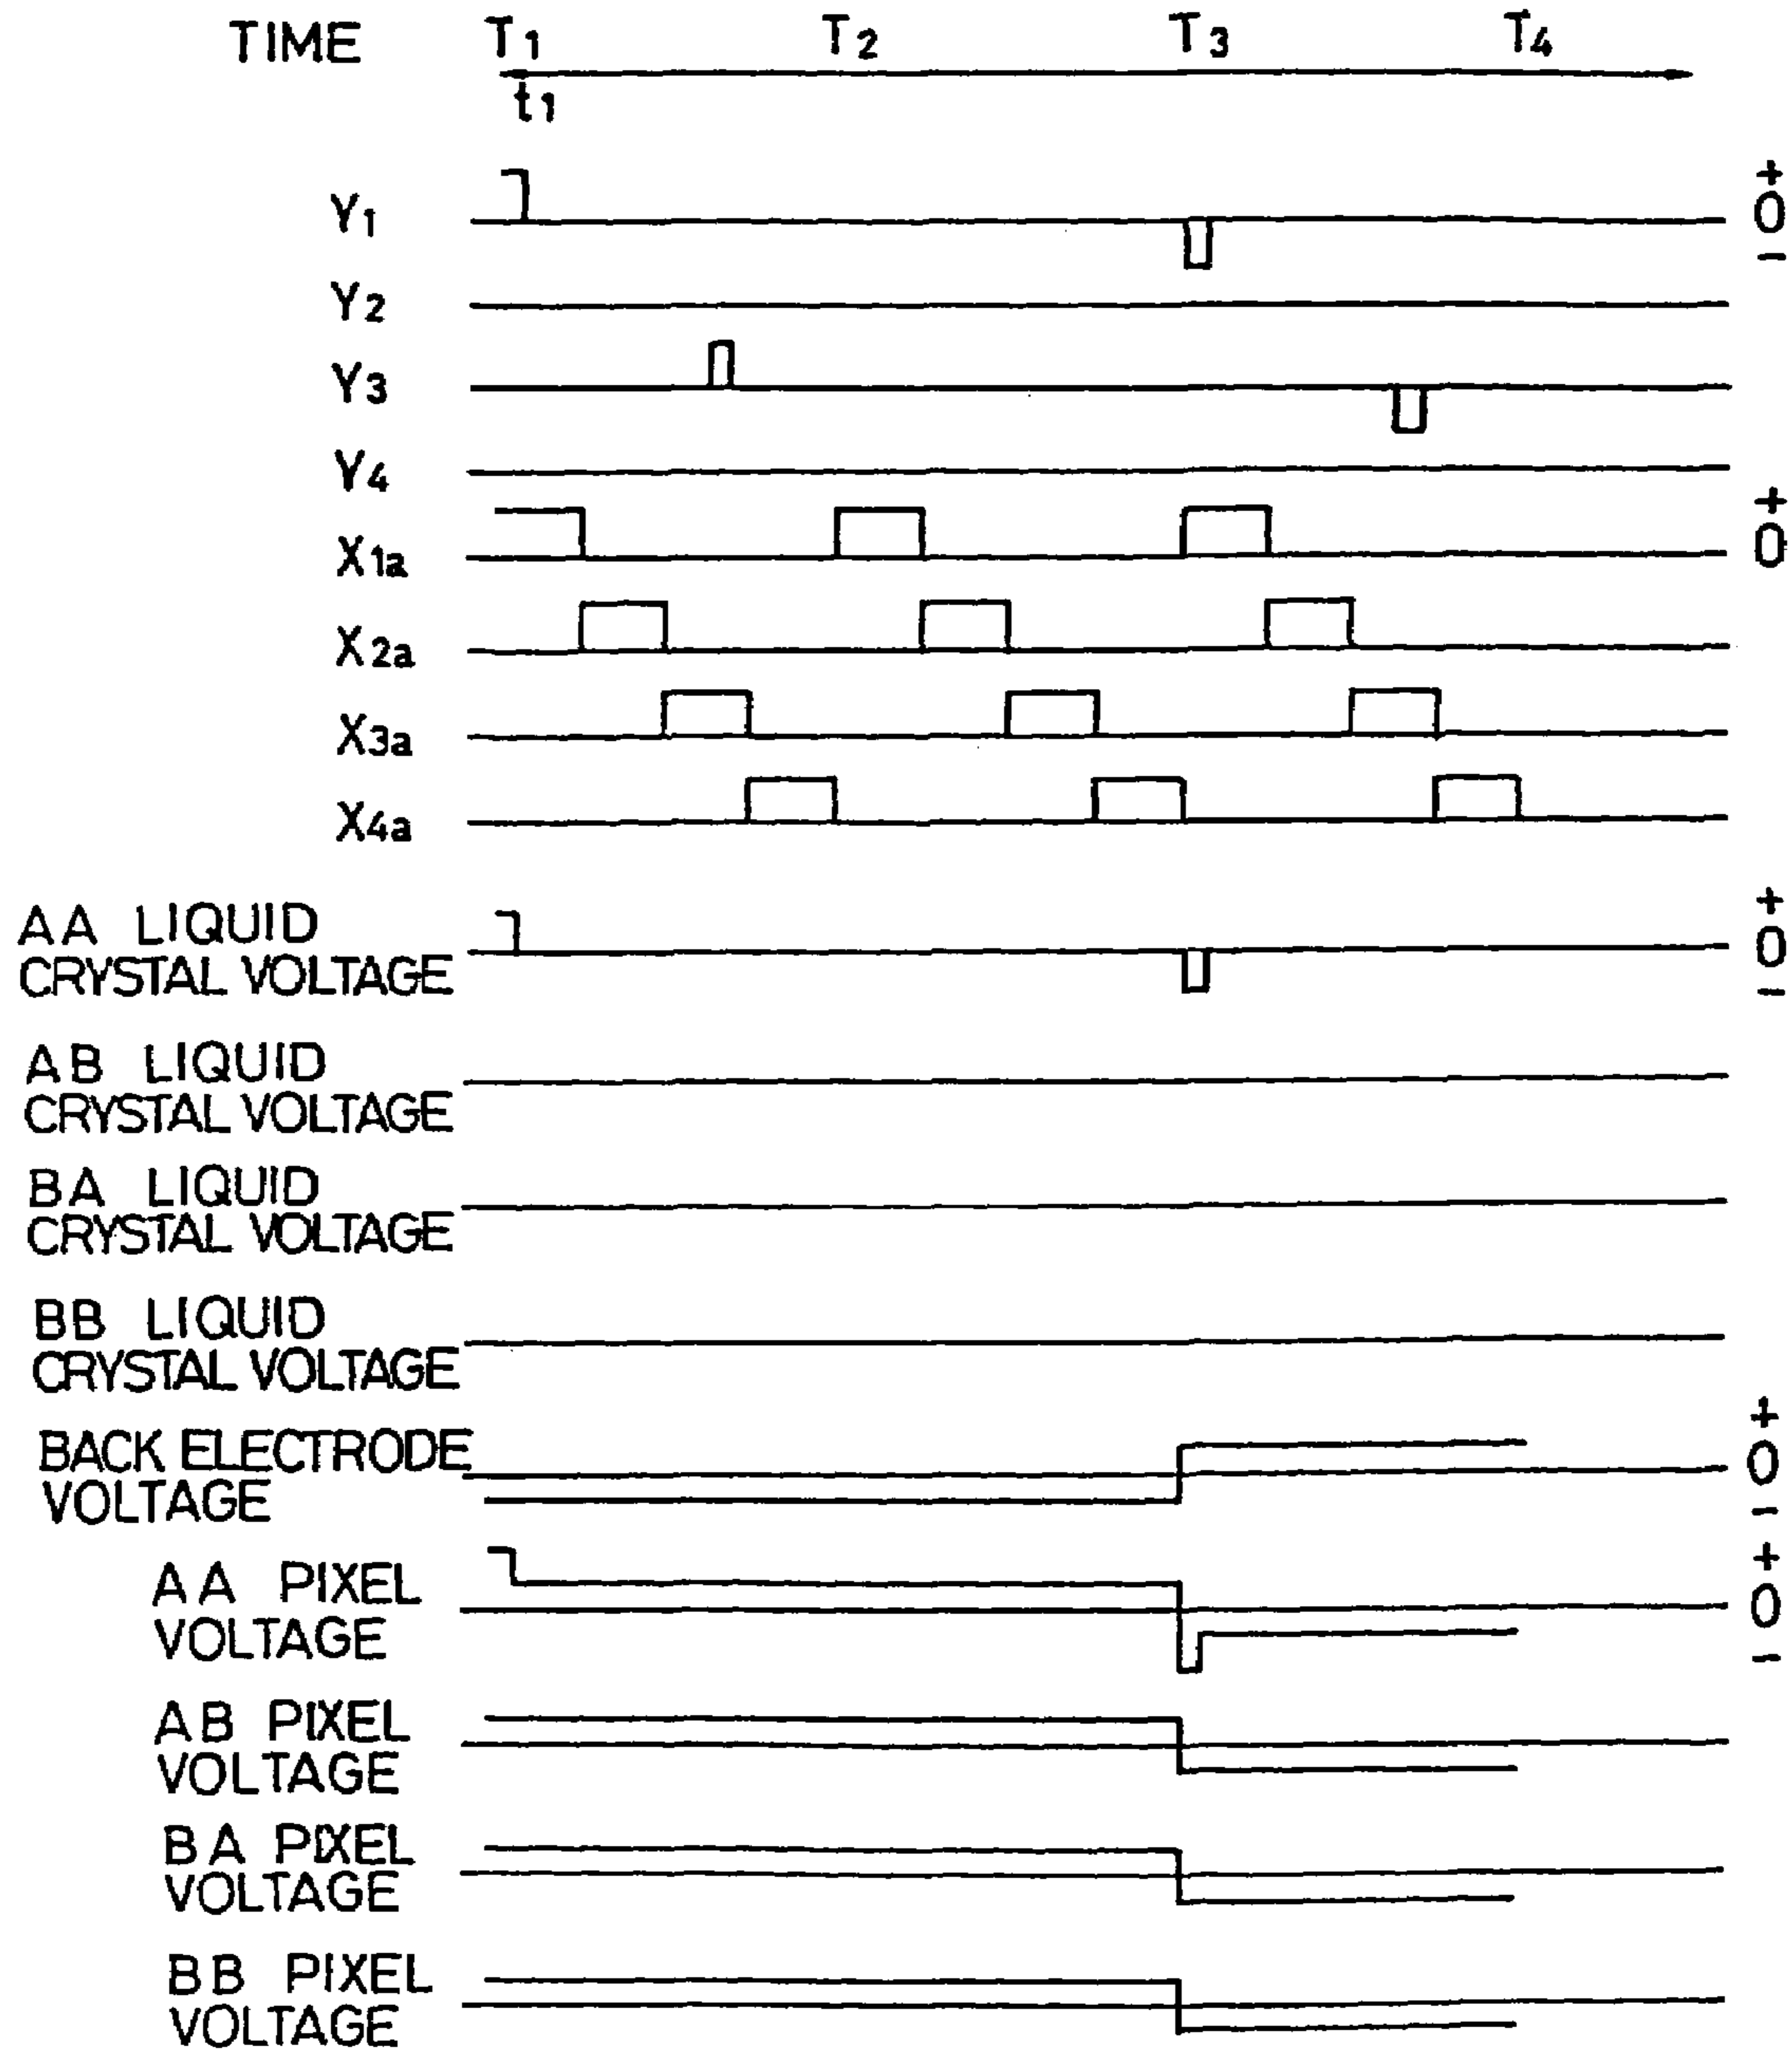 TIME T1 T2 T3 T4
t1
Y1 + 0 -
Y2
Y3
Y4
X1a + 0
X2a
X3a
X4a
AA LIQUID
CRYSTAL VOLTAGE + 0 -
AB LIQUID
CRYSTAL VOLTAGE
BA LIQUID
CRYSTAL VOLTAGE
BB LIQUID
CRYSTAL VOLTAGE
BACK ELECTRODE
VOLTAGE + 0 -
AA PIXEL
VOLTAGE + 0 -
AB PIXEL
VOLTAGE
BA PIXEL
VOLTAGE
BB PIXEL
VOLTAGE